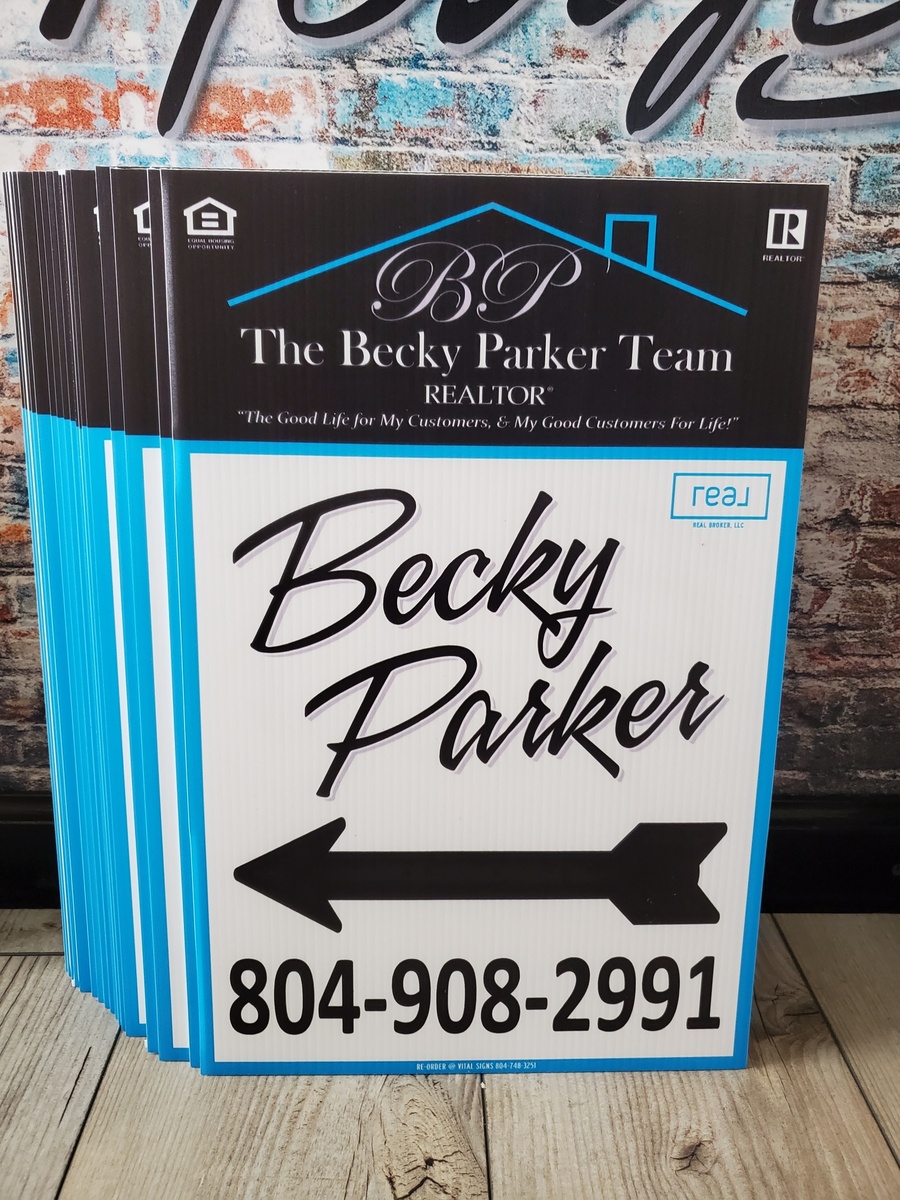 EQUAL HOUSING
OPPORTUNITY
R
REALTOR
BP
The Becky Parker Team
REALTOR®
"The Good Life for My Customers, & My Good Customers For Life!"
real
REAL BROKER, LLC
Becky
Parker
804-908-2991
RE-ORDER @ VITAL SIGNS 804-748-3251